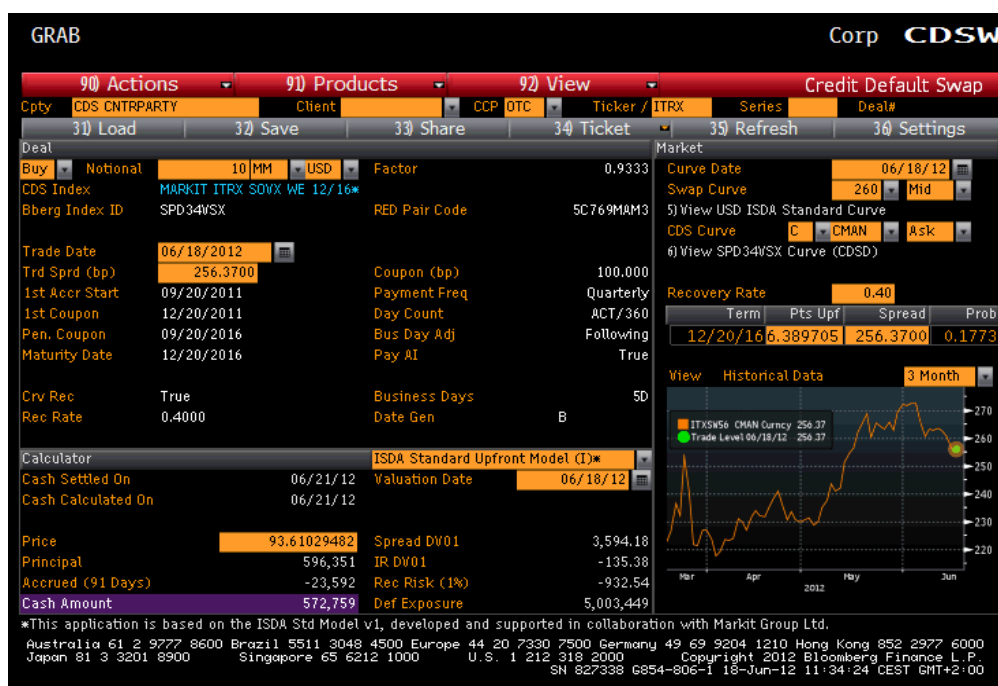 GRAB Corp CDSW
90) Actions 91) Products 92) View Credit Default Swap
Cpty CDS CNTRPARTY Client CCP OTC Ticker / ITRX Series Deal#
31) Load 32) Save 33) Share 34) Ticket 35) Refresh 36) Settings
Deal Market
Buy Notional 10 MM USD Factor 0.9333 Curve Date 06/18/12
CDS Index MARKIT ITRX SOVX WE 12/16* Swap Curve 260 Mid
Bberg Index ID SPD34VSX RED Pair Code 5C769MAM3 5) View USD ISDA Standard Curve
CDS Curve C CMAN Ask
Trade Date 06/18/2012 6) View SPD34VSX Curve (CDSD)
Trd Sprd (bp) 256.3700 Coupon (bp) 100.000
1st Accr Start 09/20/2011 Payment Freq Quarterly Recovery Rate 0.40
1st Coupon 12/20/2011 Day Count ACT/360 Term Pts Upf Spread Prob
Pen. Coupon 09/20/2016 Bus Day Adj Following 12/20/16 6.389705 256.3700 0.1773
Maturity Date 12/20/2016 Pay AI True
View Historical Data 3 Month
Crv Rec True Business Days 5D
Rec Rate 0.4000 Date Gen B
270
ITXSW56 CMAN Curncy 256.37
Trade Level 06/18/12 256.37
260
Calculator ISDA Standard Upfront Model (I)*
250
Cash Settled On 06/21/12 Valuation Date 06/18/12
Cash Calculated On 06/21/12
240
230
Price 93.61029482 Spread DV01 3,594.18
220
Principal 596,351 IR DV01 -135.38
Accrued (91 Days) -23,592 Rec Risk (1%) -932.54
Mar Apr May Jun
2012
Cash Amount 572,759 Def Exposure 5,003,449
*This application is based on the ISDA Std Model v1, developed and supported in collaboration with Markit Group Ltd.
Australia 61 2 9777 8600 Brazil 5511 3048 4500 Europe 44 20 7330 7500 Germany 49 69 9204 1210 Hong Kong 852 2977 6000
Japan 81 3 3201 8900 Singapore 65 6212 1000 U.S. 1 212 318 2000 Copyright 2012 Bloomberg Finance L.P.
SN 827338 G854-806-1 18-Jun-12 11:34:24 CEST GMT+2:00